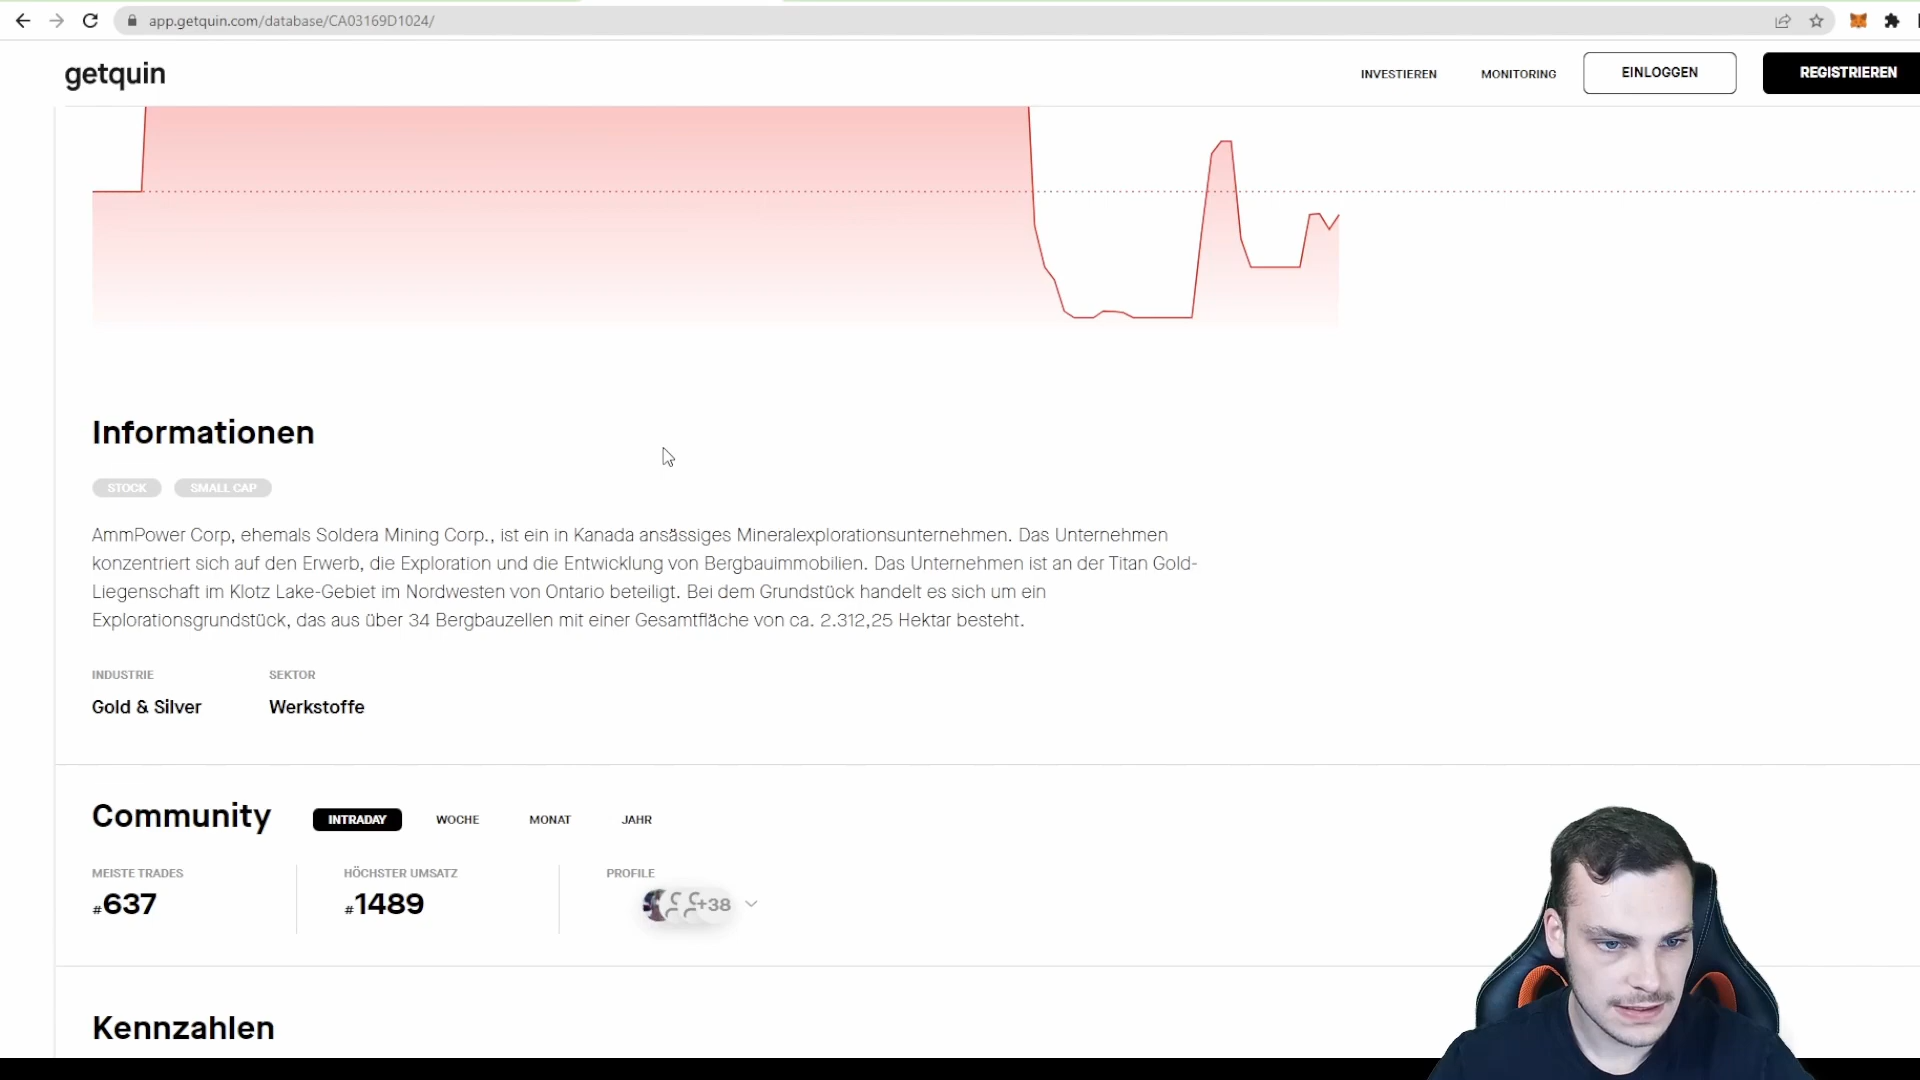 app.getquin.com/database/CA03169D1024/
getquin
INVESTIEREN
MONITORING
EINLOGGEN
REGISTRIEREN
Informationen
STOCK
SMALL CAP
AmmPower Corp, ehemals Soldera Mining Corp., ist ein in Kanada ansässiges Mineralexplorationsunternehmen. Das Unternehmen
konzentriert sich auf den Erwerb, die Exploration und die Entwicklung von Bergbauimmobilien. Das Unternehmen ist an der Titan Gold-
Liegenschaft im Klotz Lake-Gebiet im Nordwesten von Ontario beteiligt. Bei dem Grundstück handelt es sich um ein
Explorationsgrundstück, das aus über 34 Bergbauzellen mit einer Gesamtfläche von ca. 2.312,25 Hektar besteht.
INDUSTRIE
SEKTOR
Gold & Silver
Werkstoffe
Community
INTRADAY
WOCHE
MONAT
JAHR
MEISTE TRADES
HÖCHSTER UMSATZ
PROFILE
#637
#1489
+38
Kennzahlen